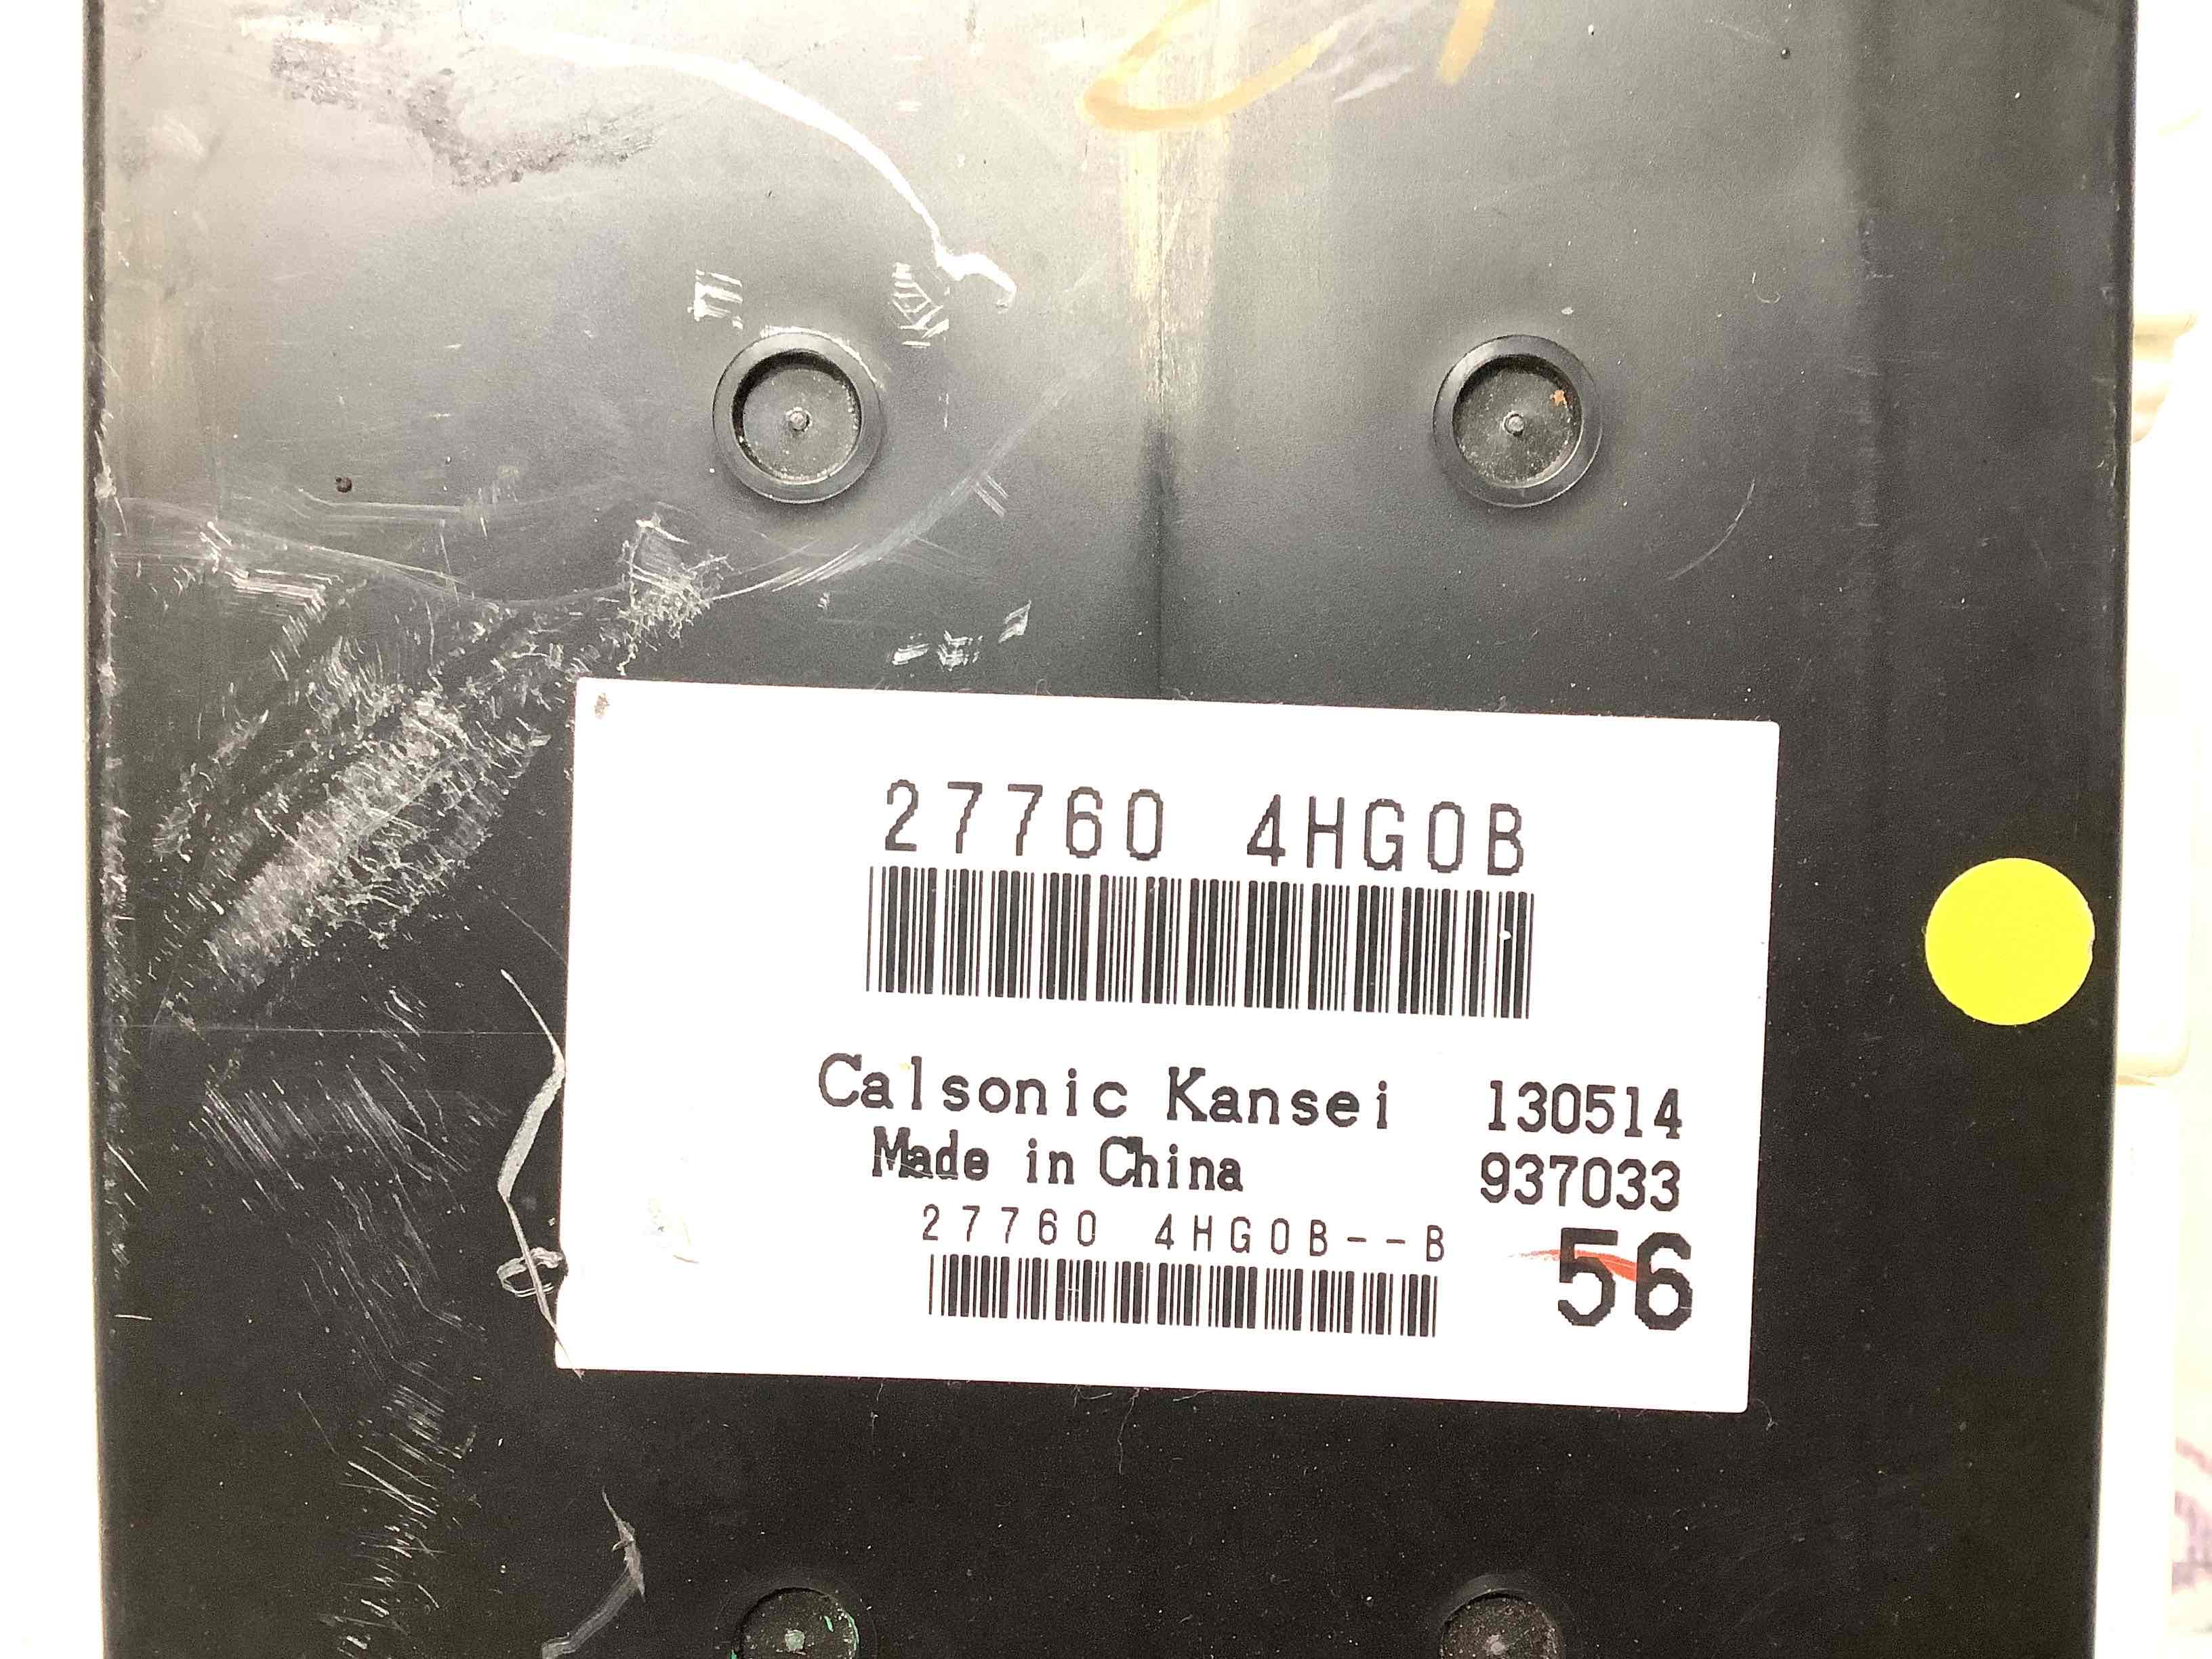 27760 4HG0B
Calsonic Kansei 130514
Made in China 937033
27760 4HG0B--B
56